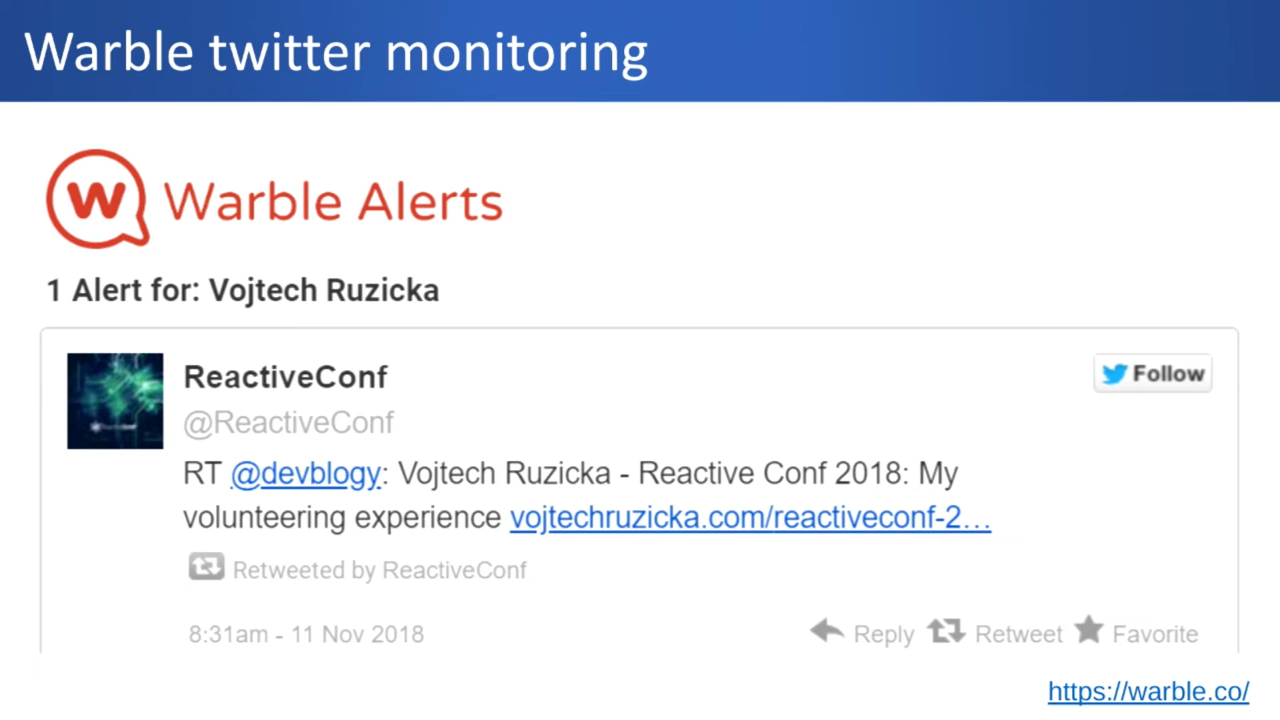 Warble twitter monitoring
W Warble Alerts
1 Alert for: Vojtech Ruzicka
ReactiveConf
Follow
@ReactiveConf
RT @devblogy: Vojtech Ruzicka - Reactive Conf 2018: My
volunteering experience vojtechruzicka.com/reactiveconf-2…
Retweeted by ReactiveConf
8:31am - 11 Nov 2018
Reply Retweet Favorite
https://warble.co/